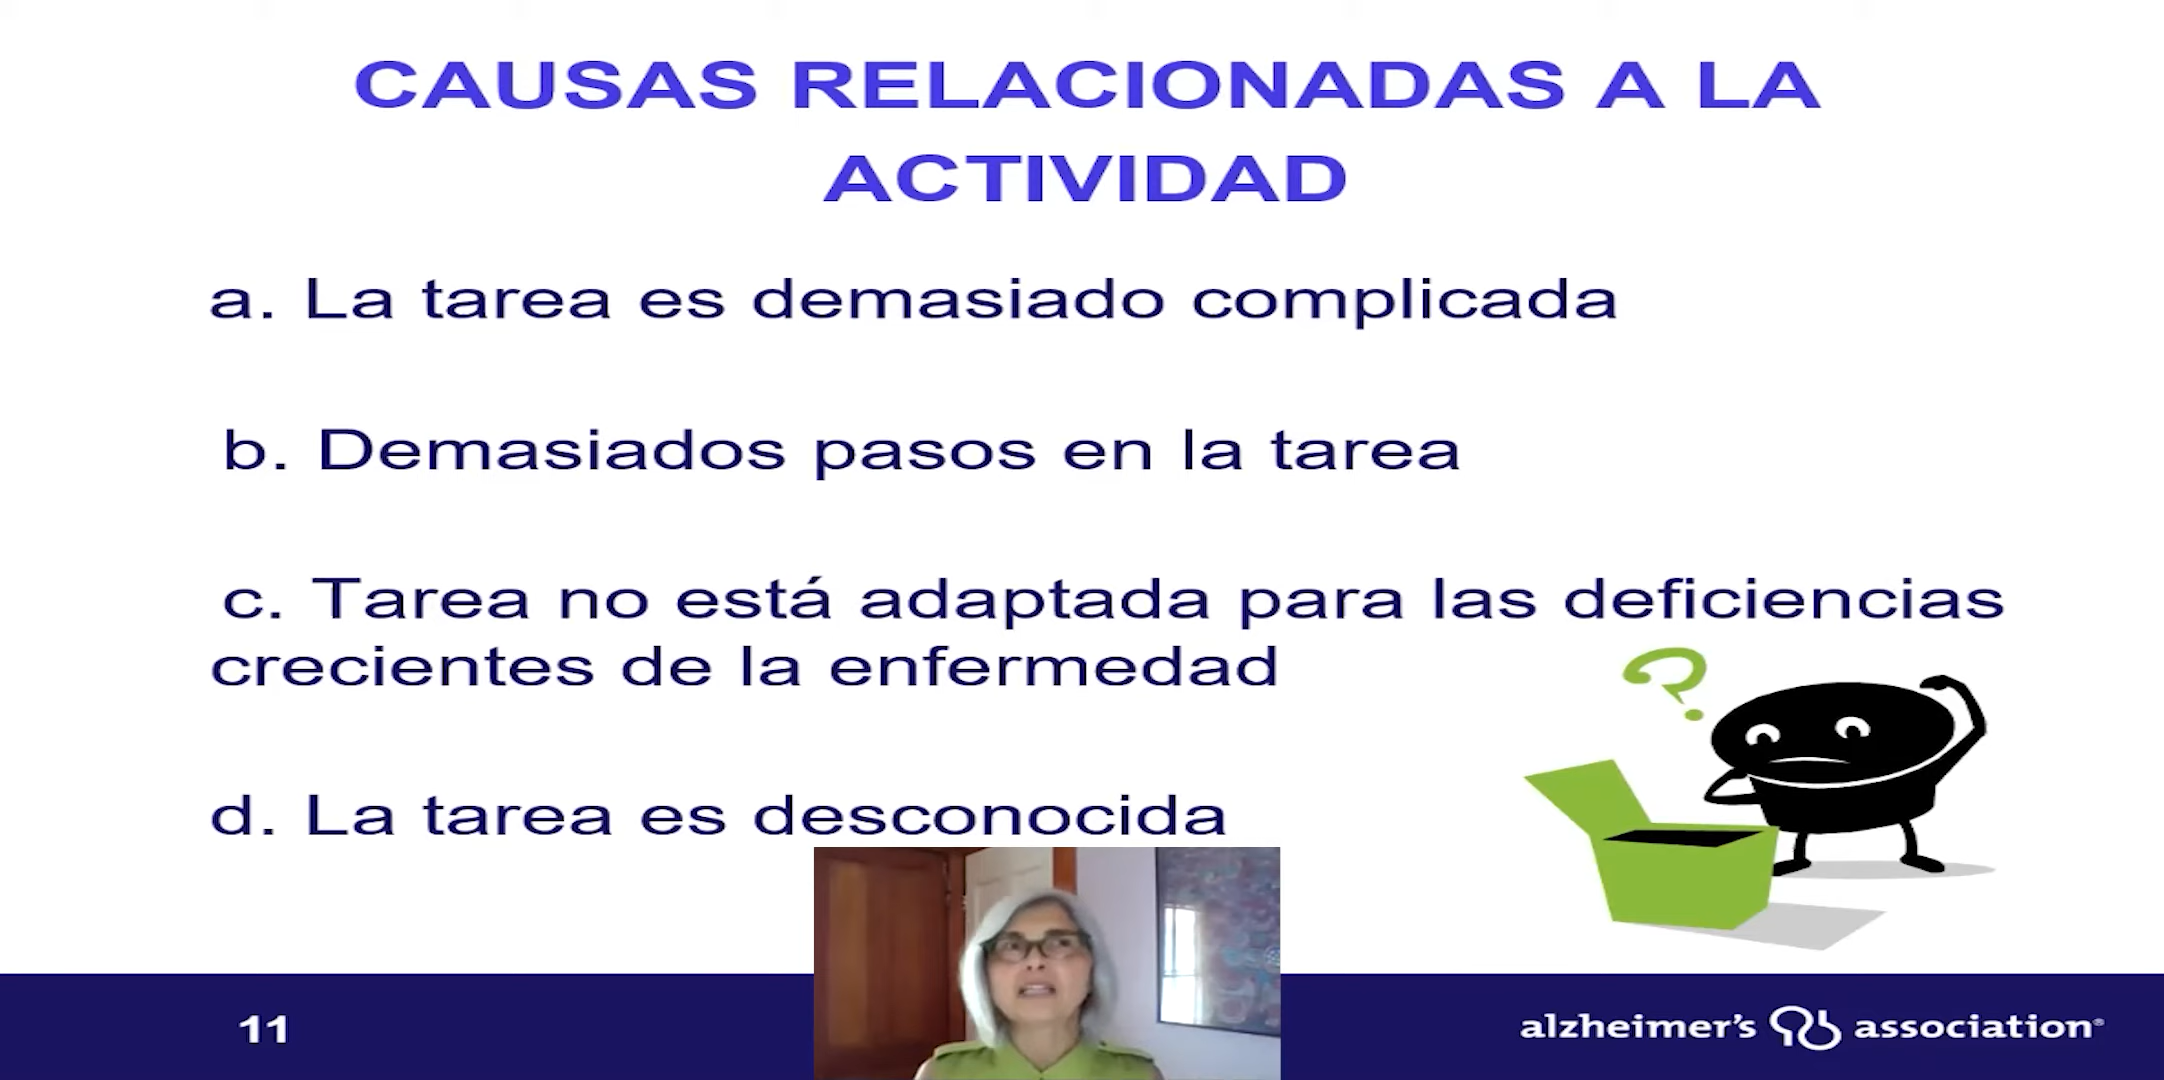 CAUSAS RELACIONADAS A LA
ACTIVIDAD
a. La tarea es demasiado complicada
b. Demasiados pasos en la tarea
c. Tarea no está adaptada para las deficiencias
crecientes de la enfermedad
d. La tarea es desconocida
?
11
alzheimer's association®